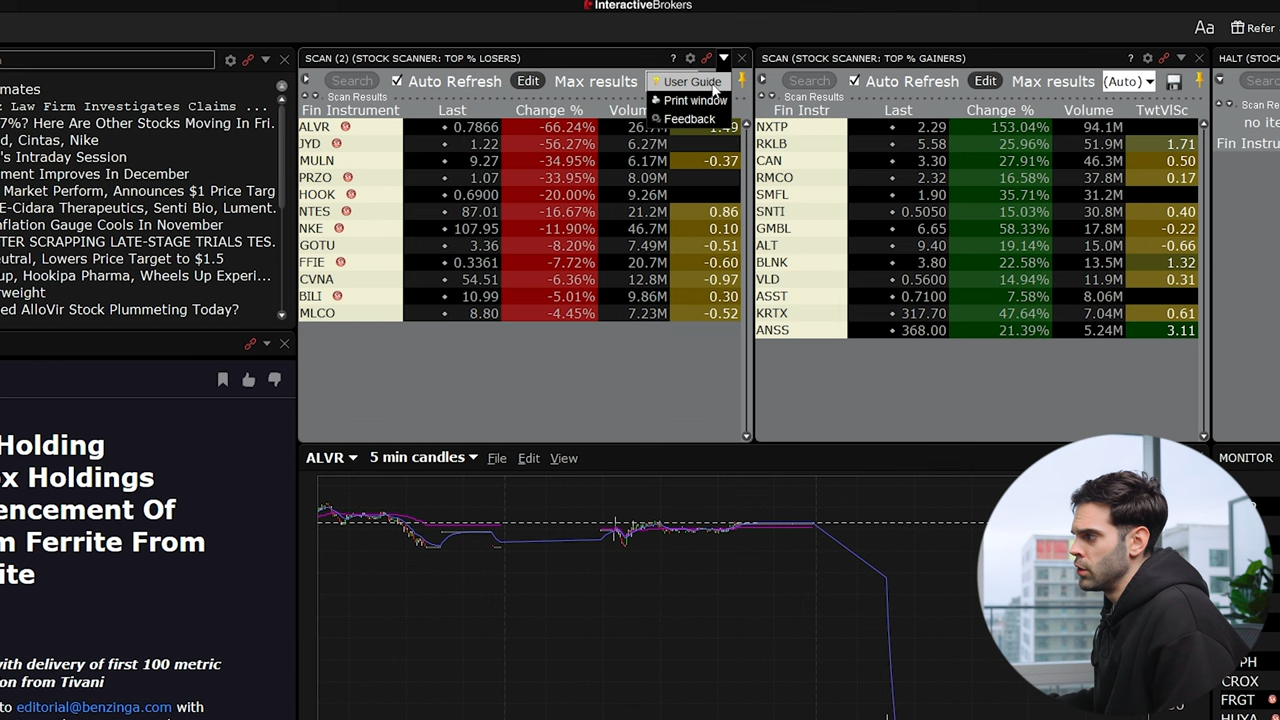 InteractiveBrokers
Aa
Refer
SCAN (2) (STOCK SCANNER: TOP % LOSERS)
?
SCAN (STOCK SCANNER: TOP % GAINERS)
?
HALT (STOCK
Search
Auto Refresh
Edit
Max results
User Guide
Print window
Feedback
Search
Auto Refresh
Edit
Max results
(Auto)
Search
Scan Results
Scan Results
Scan Re
no ite
Fin Instru
Fin Instrument Last Change % Volu
ALVR 0.7866 -66.24% 26.7M 1.49
JYD 1.22 -56.27% 6.27M
MULN 9.27 -34.95% 6.17M -0.37
PRZO 1.07 -33.95% 8.09M
HOOK 0.6900 -20.00% 9.26M
NTES 87.01 -16.67% 21.2M 0.86
NKE 107.95 -11.90% 46.7M 0.10
GOTU 3.36 -8.20% 7.49M -0.51
FFIE 0.3361 -7.72% 20.7M -0.60
CVNA 54.51 -6.36% 12.8M -0.97
BILI 10.99 -5.01% 9.86M 0.30
MLCO 8.80 -4.45% 7.23M -0.52
Fin Instr Last Change % Volume TwtVlSc
NXTP 2.29 153.04% 94.1M
RKLB 5.58 25.96% 51.9M 1.71
CAN 3.30 27.91% 46.3M 0.50
RMCO 2.32 16.58% 37.8M 0.17
SMFL 1.90 35.71% 31.2M
SNTI 0.5050 15.03% 30.8M 0.40
GMBL 6.65 58.33% 17.8M -0.22
ALT 9.40 19.14% 15.0M -0.66
BLNK 3.80 22.58% 13.5M 1.32
VLD 0.5600 14.94% 11.9M 0.31
ASST 0.7100 7.58% 8.06M
KRTX 317.70 47.64% 7.04M 0.61
ANSS 368.00 21.39% 5.24M 3.11
mates
Law Firm Investigates Claims ...
7%? Here Are Other Stocks Moving In Fri.
d, Cintas, Nike
's Intraday Session
ment Improves In December
Market Perform, Announces $1 Price Targ
E-Cidara Therapeutics, Senti Bio, Lument.
nflation Gauge Cools In November
TER SCRAPPING LATE-STAGE TRIALS TES.
eutral, Lowers Price Target to $1.5
up, Hookipa Pharma, Wheels Up Experi...
rweight
ed AlloVir Stock Plummeting Today?
Holding
x Holdings
encement Of
m Ferrite From
ite
with delivery of first 100 metric
on from Tivani
to editorial@benzinga.com with
ALVR 5 min candles File Edit View
MONITOR
PH
CROX
FRGT
HUYA